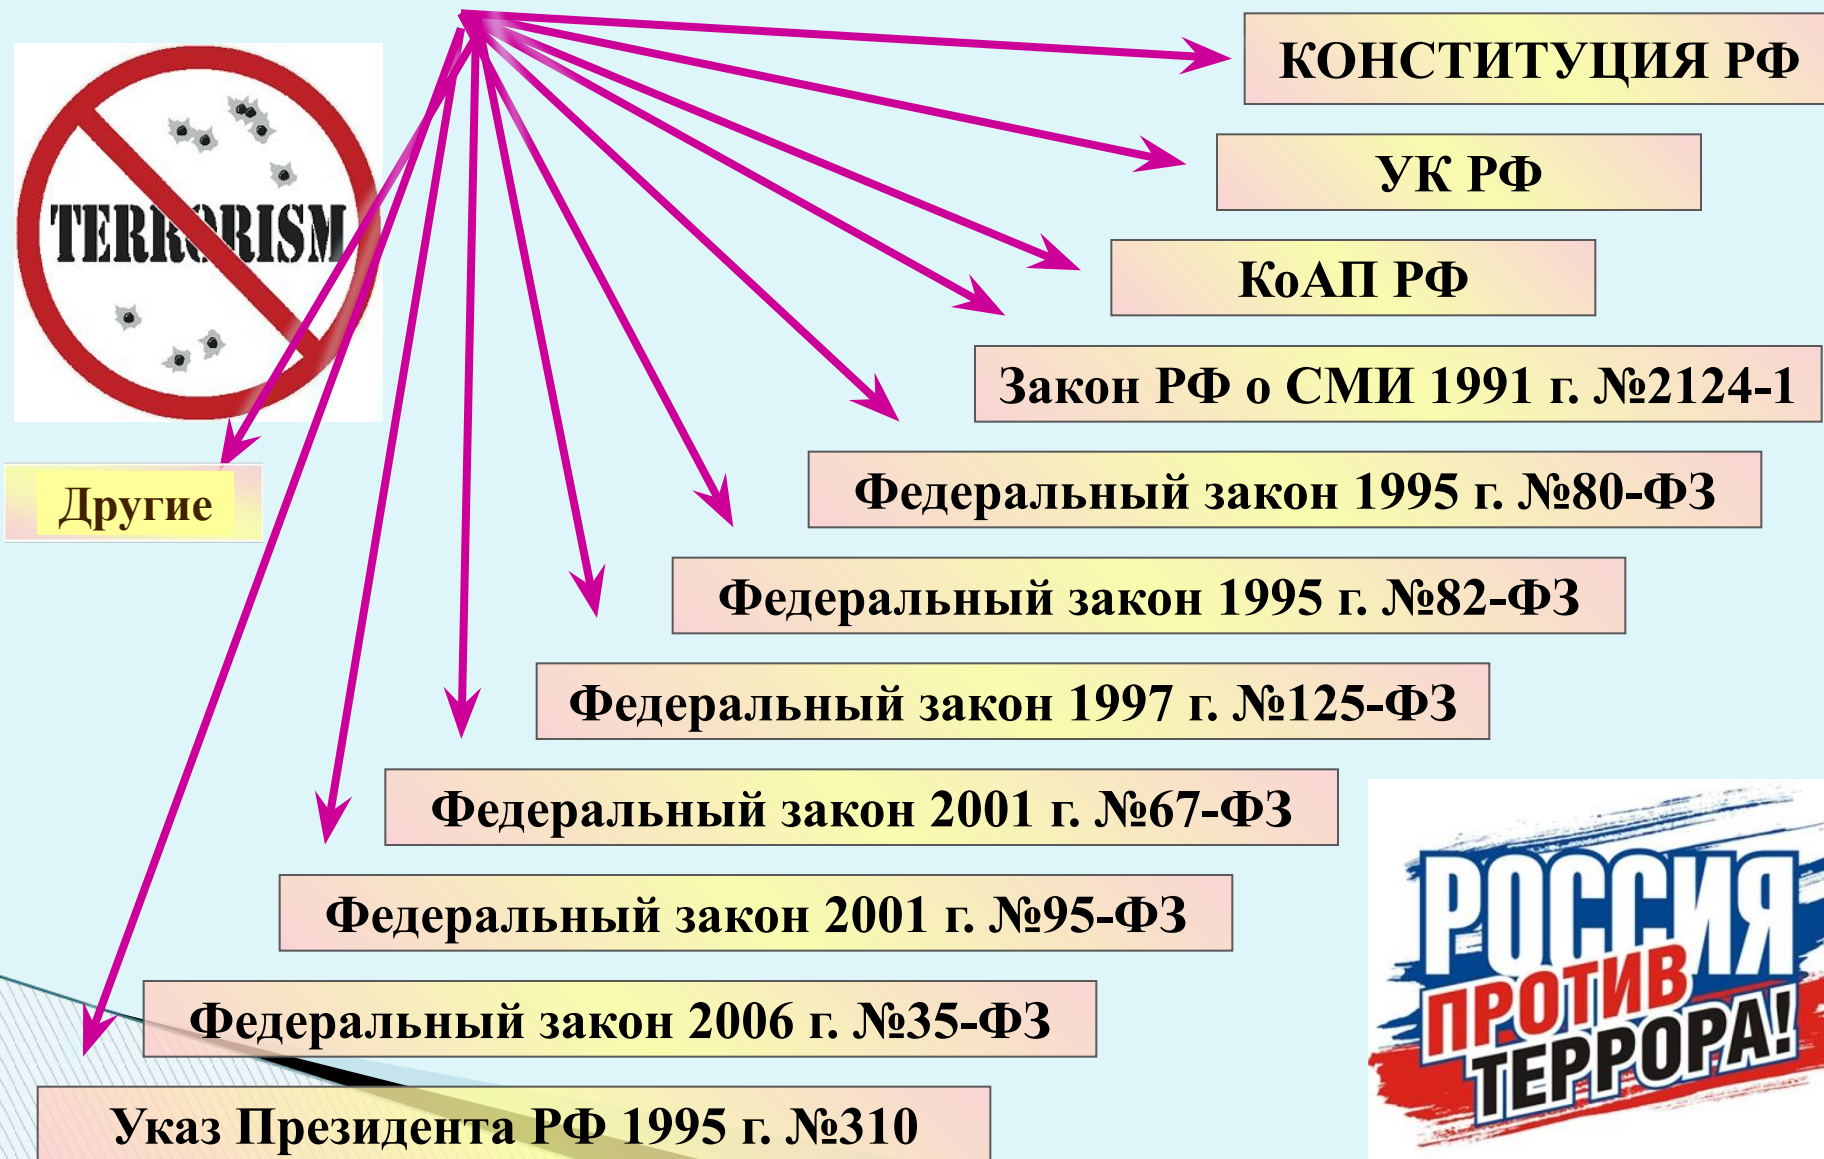 КОНСТИТУЦИЯ РФ
УК РФ
КоАП РФ
TERRORISM
Закон РФ о СМИ 1991 г. №2124-1
Федеральный закон 1995 г. №80-ФЗ
Другие
Федеральный закон 1995 г. №82-ФЗ
Федеральный закон 1997 г. №125-ФЗ
Федеральный закон 2001 г. №67-ФЗ
Федеральный закон 2001 г. №95-ФЗ
Федеральный закон 2006 г. №35-ФЗ
Указ Президента РФ 1995 г. №310
РОССИЯ
ПРОТИВ
ТЕРРОРА!